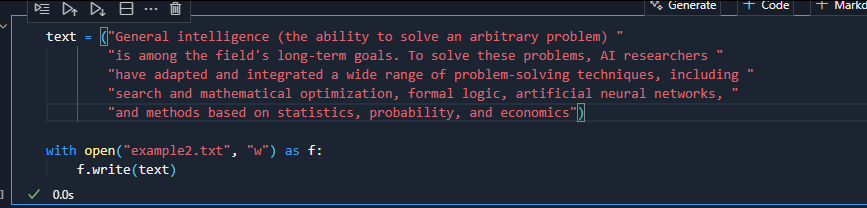 Generate + Code + Markd
text = ("General intelligence (the ability to solve an arbitrary problem) "
"is among the field's long-term goals. To solve these problems, AI researchers "
"have adapted and integrated a wide range of problem-solving techniques, including "
"search and mathematical optimization, formal logic, artificial neural networks, "
"and methods based on statistics, probability, and economics")
with open("example2.txt", "w") as f:
f.write(text)
] ✓ 0.0s